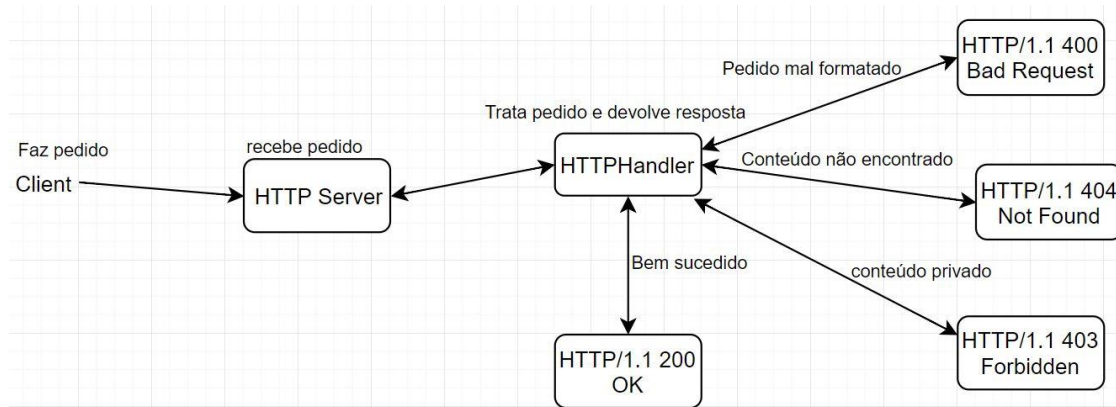 HTTP/1.1 400
Bad Request
Pedido mal formatado
Trata pedido e devolve resposta
Faz pedido
recebe pedido
Client
HTTP Server
HTTPHandler
Conteúdo não encontrado
HTTP/1.1 404
Not Found
Bem sucedido
conteúdo privado
HTTP/1.1 200
OK
HTTP/1.1 403
Forbidden